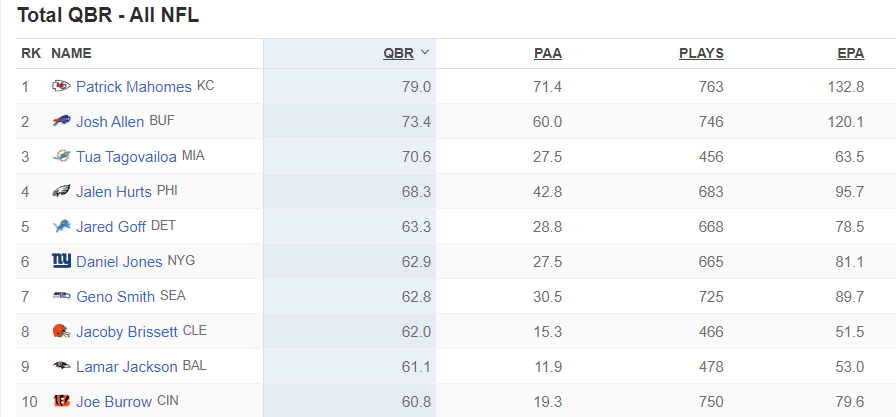 Total QBR - All NFL
RK NAME QBR PAA PLAYS EPA
1 Patrick Mahomes KC 79.0 71.4 763 132.8
2 Josh Allen BUF 73.4 60.0 746 120.1
3 Tua Tagovailoa MIA 70.6 27.5 456 63.5
4 Jalen Hurts PHI 68.3 42.8 683 95.7
5 Jared Goff DET 63.3 28.8 668 78.5
6 ny Daniel Jones NYG 62.9 27.5 665 81.1
7 Geno Smith SEA 62.8 30.5 725 89.7
8 Jacoby Brissett CLE 62.0 15.3 466 51.5
9 Lamar Jackson BAL 61.1 11.9 478 53.0
10 Joe Burrow CIN 60.8 19.3 750 79.6